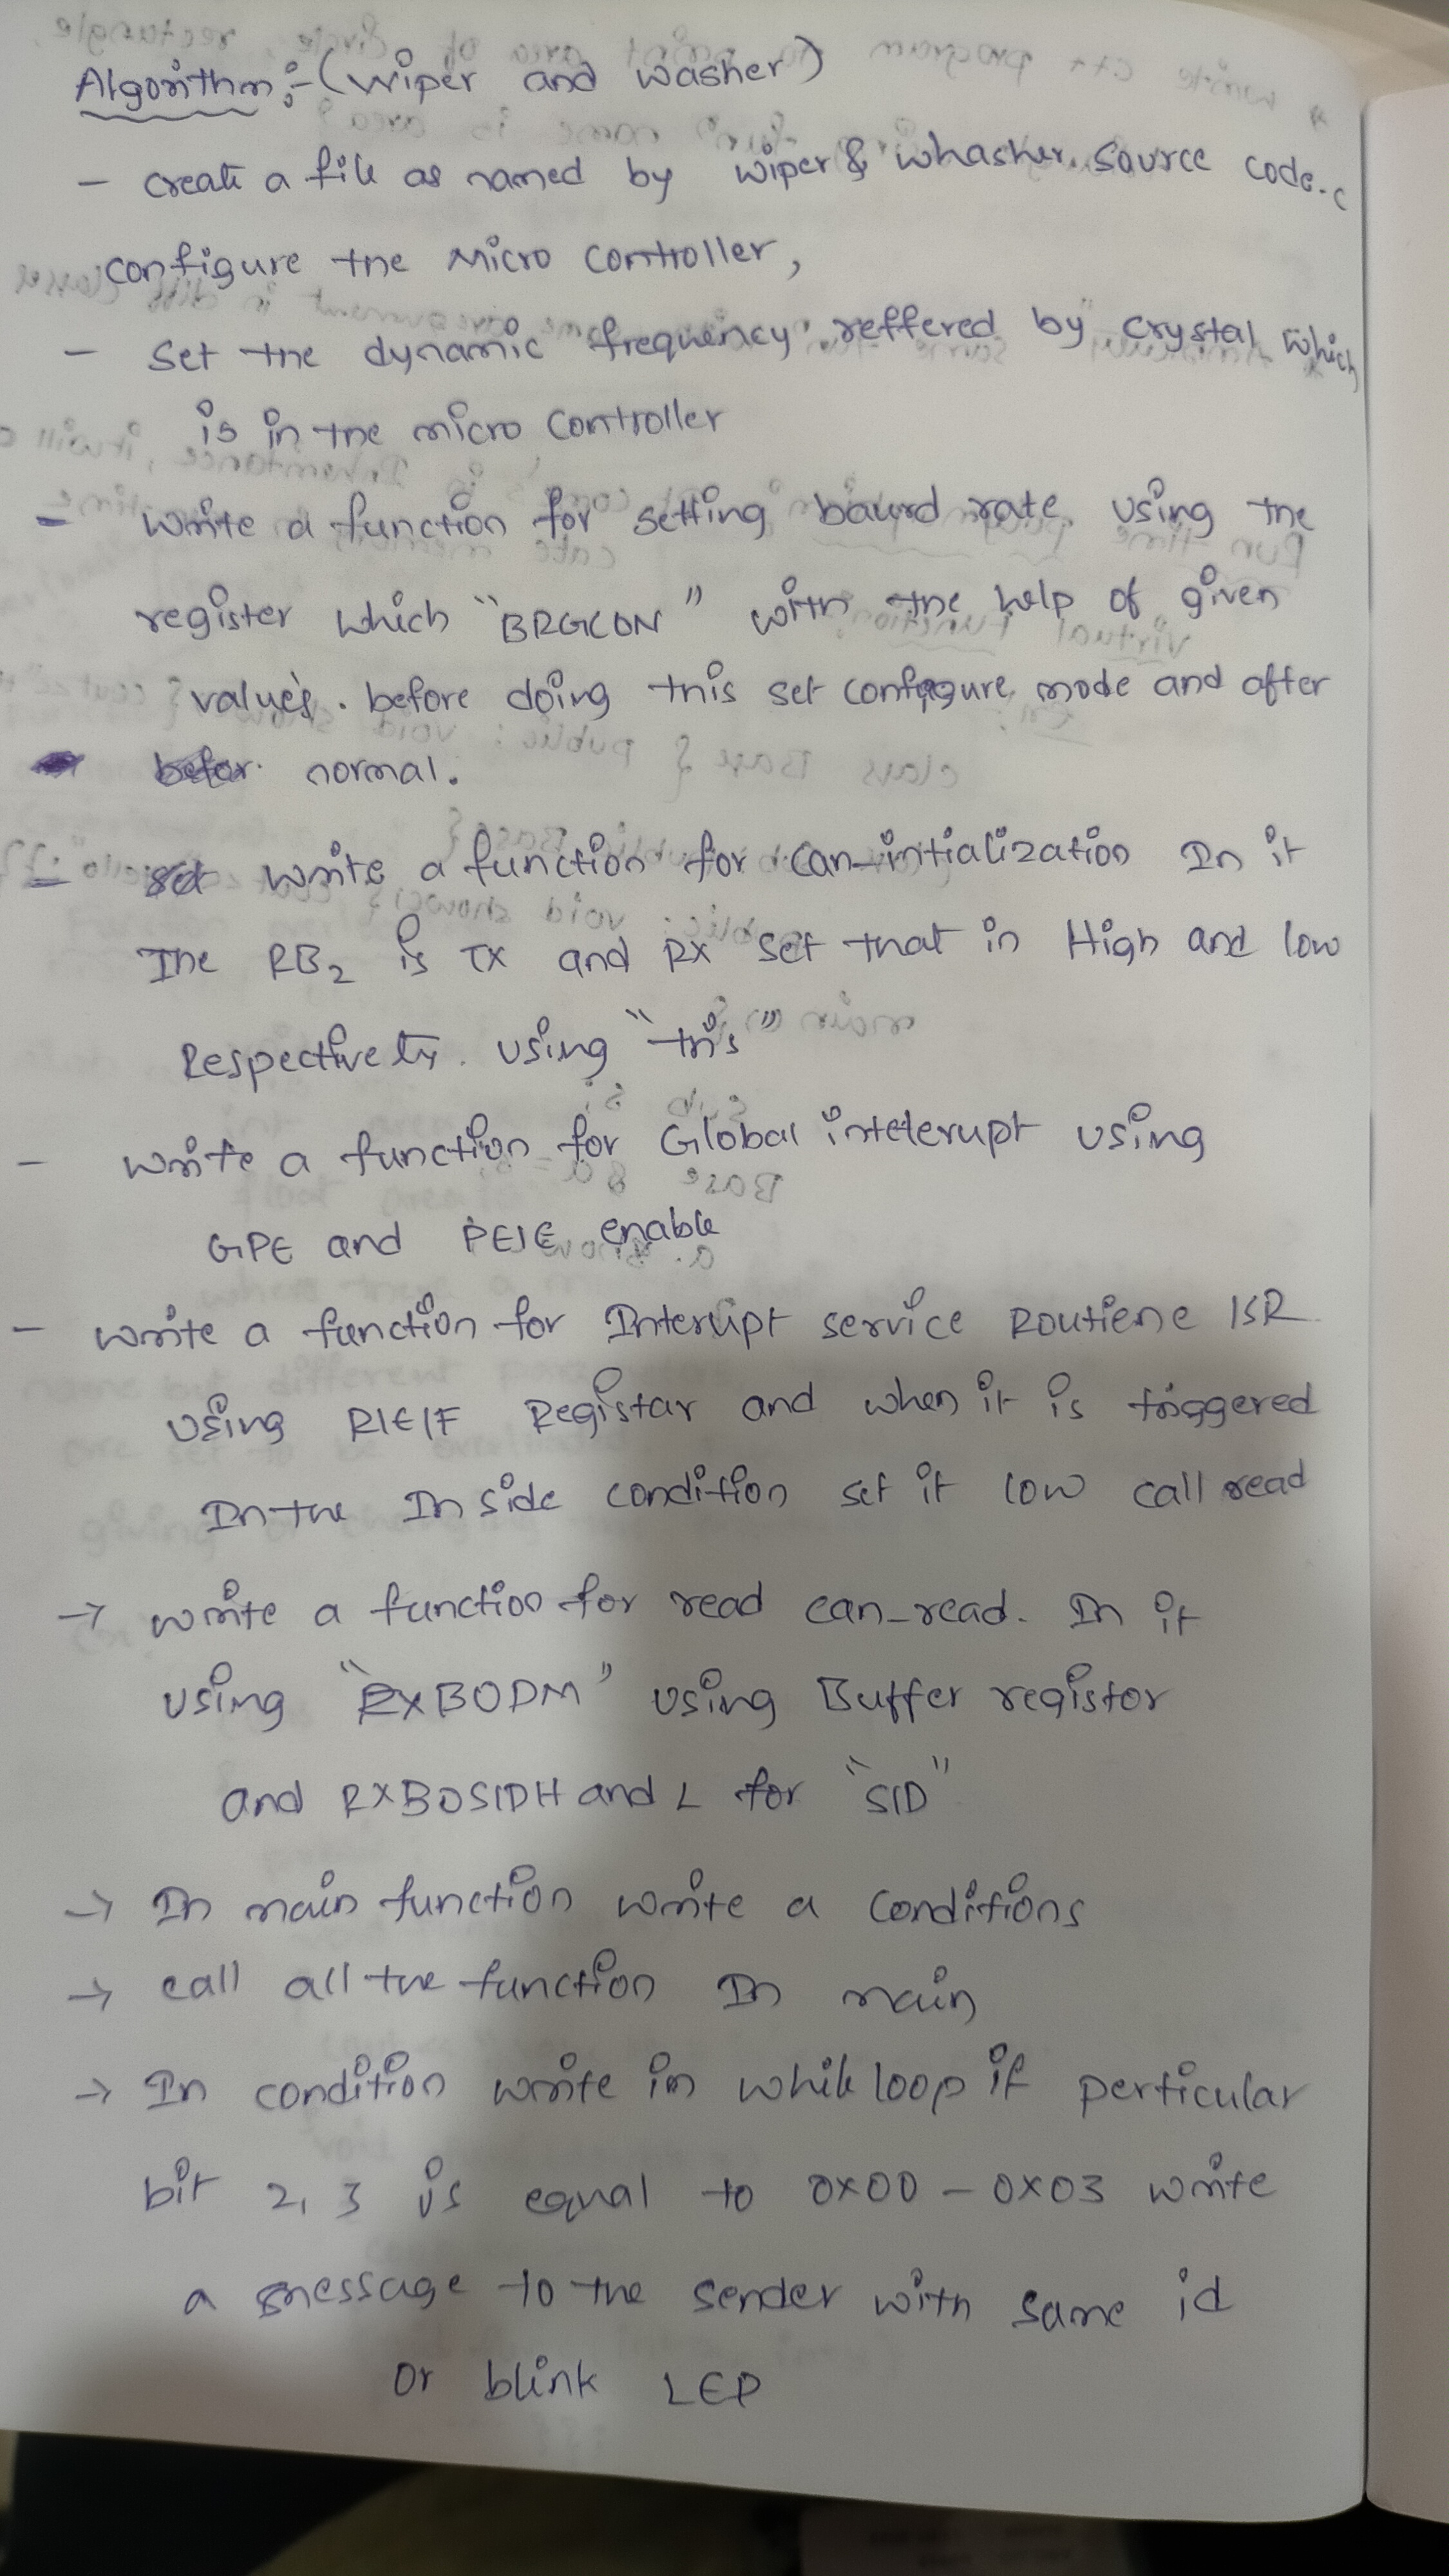 Algorithm :- (wiper and washer)
- create a file as named by wiper & whasher. source code.c
configure the micro controller,
- set the dynamic frequency reffered by crystal which
is in the micro controller
- write a function for setting baurd rate using the
register which "BRGCON" with the help of given
values. before doing this set configure mode and after
normal.
- write a function for can-initialization In it
The RB2 is TX and RX set that in High and low
Respectively. using "tris"
- write a function for Global inteterupt using
GPE and PEIE enable
- write a function for Interupt service Routiene ISR
using RIEIF Registar and when it is triggered
In the In side condition set it low call read
→ write a function for read can-read. In it
using "RXBODM" using Buffer registor
and RXBOSIDH and L for "SID"
→ In main function write a conditions
→ call all the function In main
→ In condition write in while loop if perticular
bit 2, 3 is equal to 0x00 - 0x03 write
a message to the sender with same id
or blink LED